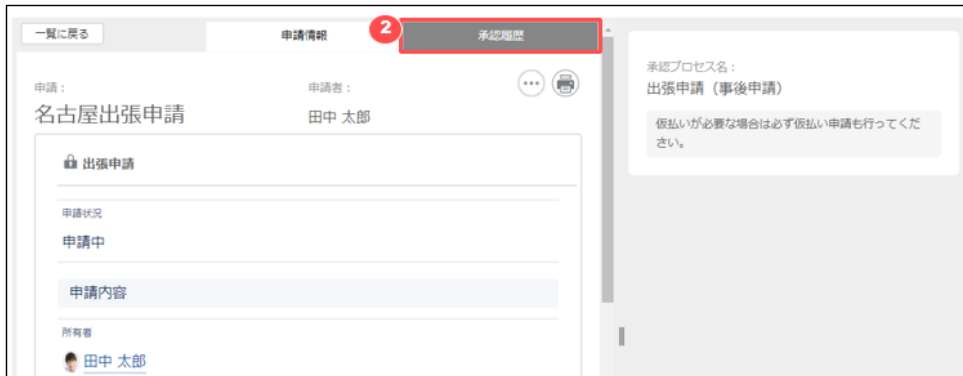 一覧に戻る
申請情報
2
承認履歴
申請：
申請者：
名古屋出張申請
田中 太郎
出張申請
申請状況
申請中
申請内容
所有者
田中 太郎
承認プロセス名：
出張申請（事後申請）
仮払いが必要な場合は必ず仮払い申請も行ってくだ
さい。